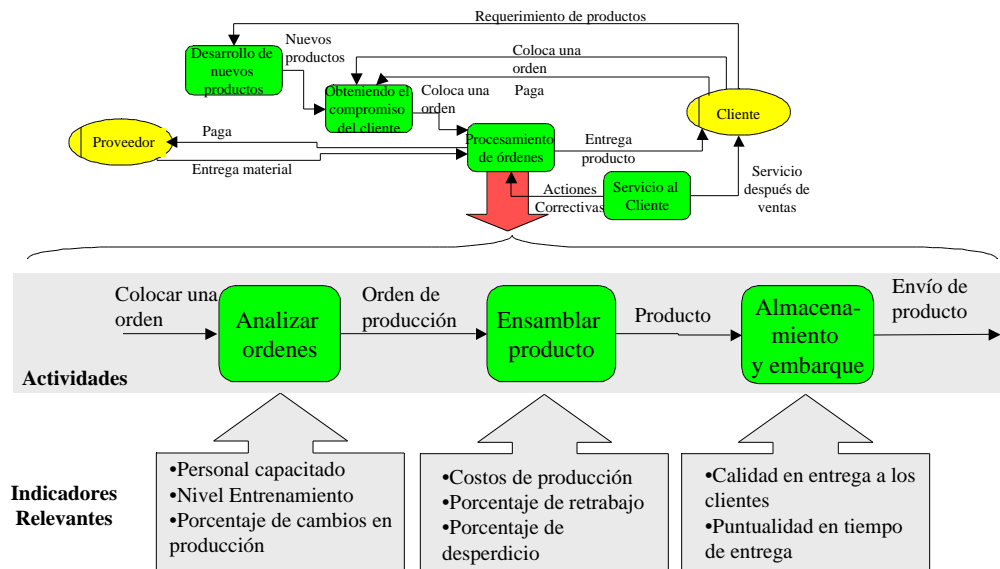 Requerimiento de productos
Nuevos
productos
Desarrollo de
nuevos
productos
Coloca una
orden
Obteniendo el
compromiso
del cliente
Coloca una
orden
Paga
Cliente
Proveedor
Paga
Entrega material
Procesamiento
de órdenes
Entrega
producto
Actiones
Correctivas
Servicio al
Cliente
Servicio
después de
ventas
Colocar una
orden
Analizar
ordenes
Orden de
producción
Ensamblar
producto
Producto
Almacena-
miento
y embarque
Envío de
producto
Actividades
Indicadores
Relevantes
•Personal capacitado
•Nivel Entrenamiento
•Porcentaje de cambios en
producción
•Costos de producción
•Porcentaje de retrabajo
•Porcentaje de
desperdicio
•Calidad en entrega a los
clientes
•Puntualidad en tiempo
de entrega